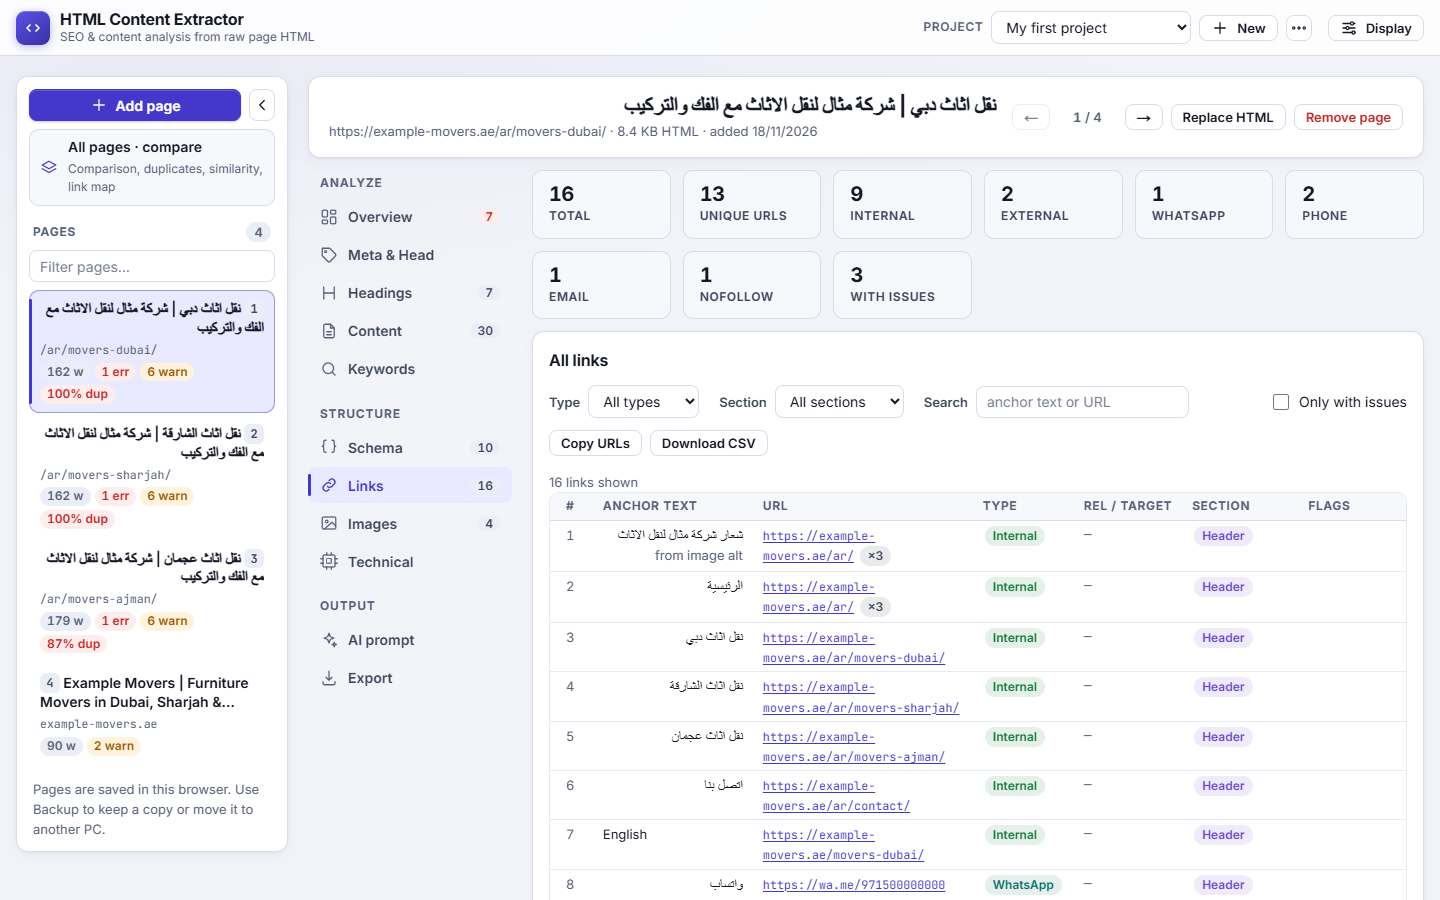 HTML Content Extractor
SEO & content analysis from raw page HTML
PROJECT
My first project
New
Display
Add page
All pages · compare
Comparison, duplicates, similarity,
link map
PAGES
4
Filter pages...
1 نقل اثاث دبي | شركة مثال لنقل الاثاث مع
الفك والتركيب
/ar/movers-dubai/
162 w 1 err 6 warn
100% dup
2 نقل اثاث الشارقة | شركة مثال لنقل الاثاث
مع الفك والتركيب
/ar/movers-sharjah/
162 w 1 err 6 warn
100% dup
3 نقل اثاث عجمان | شركة مثال لنقل الاثاث
مع الفك والتركيب
/ar/movers-ajman/
179 w 1 err 6 warn
87% dup
4 Example Movers | Furniture
Movers in Dubai, Sharjah &...
example-movers.ae
90 w 2 warn
Pages are saved in this browser. Use
Backup to keep a copy or move it to
another PC.
نقل اثاث دبي | شركة مثال لنقل الاثاث مع الفك والتركيب
https://example-movers.ae/ar/movers-dubai/ · 8.4 KB HTML · added 18/11/2026
← 1 / 4 →
Replace HTML
Remove page
ANALYZE
Overview 7
Meta & Head
Headings 7
Content 30
Keywords
STRUCTURE
Schema 10
Links 16
Images 4
Technical
OUTPUT
AI prompt
Export
16 TOTAL
13 UNIQUE URLS
9 INTERNAL
2 EXTERNAL
1 WHATSAPP
2 PHONE
1 EMAIL
1 NOFOLLOW
3 WITH ISSUES
All links
Type All types Section All sections Search anchor text or URL Only with issues
Copy URLs Download CSV
16 links shown
# ANCHOR TEXT URL TYPE REL / TARGET SECTION FLAGS
1 شعار شركة مثال لنقل الاثاث https://example- Internal — Header
from image alt movers.ae/ar/ ×3
2 الرئيسية https://example- Internal — Header
movers.ae/ar/ ×3
3 نقل اثاث دبي https://example- Internal — Header
movers.ae/ar/movers-dubai/
4 نقل اثاث الشارقة https://example- Internal — Header
movers.ae/ar/movers-sharjah/
5 نقل اثاث عجمان https://example- Internal — Header
movers.ae/ar/movers-ajman/
6 اتصل بنا https://example- Internal — Header
movers.ae/ar/contact/
7 English https://example- Internal — Header
movers.ae/movers-dubai/
8 واتساب https://wa.me/971500000000 WhatsApp — Header